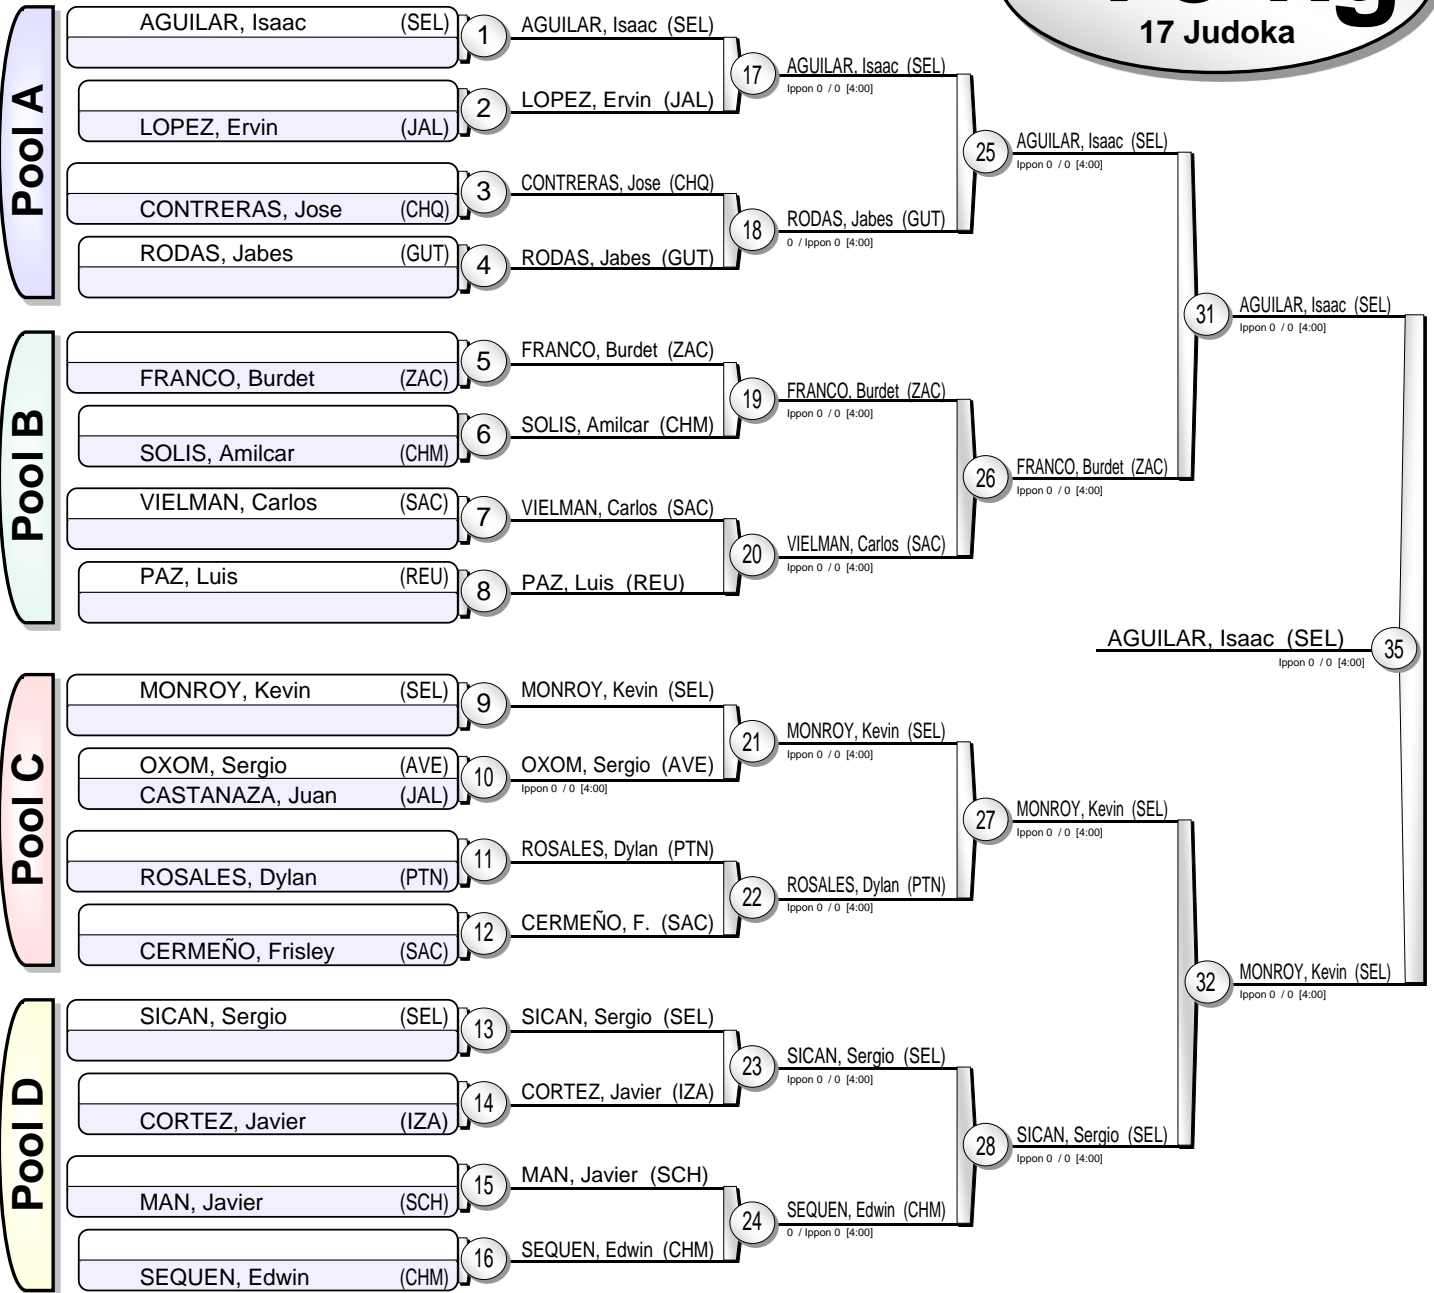 17 Judoka
Pool A
AGUILAR, Isaac (SEL)
1
AGUILAR, Isaac (SEL)
LOPEZ, Ervin (JAL)
2
LOPEZ, Ervin (JAL)
17
AGUILAR, Isaac (SEL)
Ippon 0 / 0 [4:00]
CONTRERAS, Jose (CHQ)
3
CONTRERAS, Jose (CHQ)
RODAS, Jabes (GUT)
4
RODAS, Jabes (GUT)
18
RODAS, Jabes (GUT)
0 / Ippon 0 [4:00]
25
AGUILAR, Isaac (SEL)
Ippon 0 / 0 [4:00]
Pool B
FRANCO, Burdet (ZAC)
5
FRANCO, Burdet (ZAC)
SOLIS, Amilcar (CHM)
6
SOLIS, Amilcar (CHM)
19
FRANCO, Burdet (ZAC)
Ippon 0 / 0 [4:00]
VIELMAN, Carlos (SAC)
7
VIELMAN, Carlos (SAC)
PAZ, Luis (REU)
8
PAZ, Luis (REU)
20
VIELMAN, Carlos (SAC)
Ippon 0 / 0 [4:00]
26
FRANCO, Burdet (ZAC)
Ippon 0 / 0 [4:00]
31
AGUILAR, Isaac (SEL)
Ippon 0 / 0 [4:00]
AGUILAR, Isaac (SEL)
Ippon 0 / 0 [4:00]
35
Pool C
MONROY, Kevin (SEL)
9
MONROY, Kevin (SEL)
OXOM, Sergio (AVE)
CASTANAZA, Juan (JAL)
10
OXOM, Sergio (AVE)
Ippon 0 / 0 [4:00]
21
MONROY, Kevin (SEL)
Ippon 0 / 0 [4:00]
ROSALES, Dylan (PTN)
11
ROSALES, Dylan (PTN)
CERMEÑO, Frisley (SAC)
12
CERMEÑO, F. (SAC)
22
ROSALES, Dylan (PTN)
Ippon 0 / 0 [4:00]
27
MONROY, Kevin (SEL)
Ippon 0 / 0 [4:00]
Pool D
SICAN, Sergio (SEL)
13
SICAN, Sergio (SEL)
CORTEZ, Javier (IZA)
14
CORTEZ, Javier (IZA)
23
SICAN, Sergio (SEL)
Ippon 0 / 0 [4:00]
MAN, Javier (SCH)
15
MAN, Javier (SCH)
SEQUEN, Edwin (CHM)
16
SEQUEN, Edwin (CHM)
24
SEQUEN, Edwin (CHM)
0 / Ippon 0 [4:00]
28
SICAN, Sergio (SEL)
Ippon 0 / 0 [4:00]
32
MONROY, Kevin (SEL)
Ippon 0 / 0 [4:00]